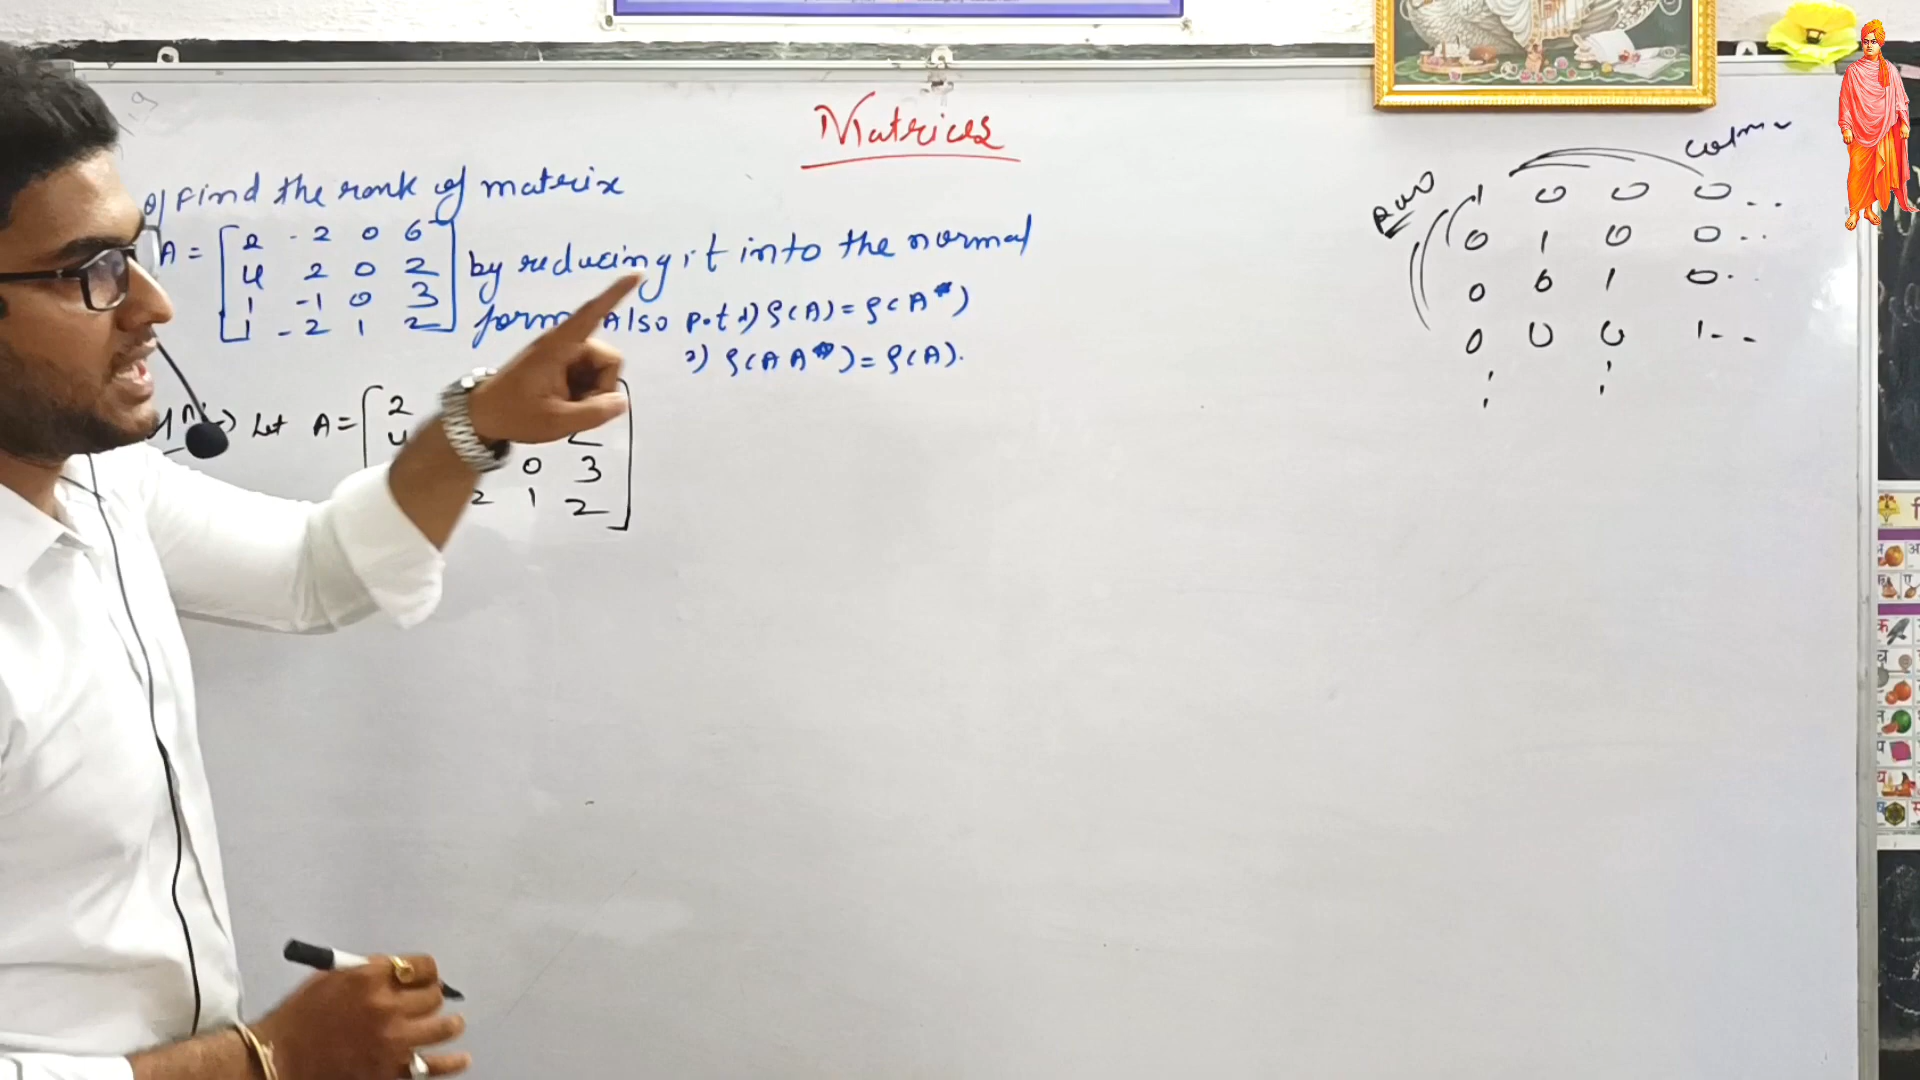 Matrices
Q) Find the rank of matrix
A = [ 2 -2 0 6
4 2 0 2
1 -1 0 3
1 -2 1 2 ]
by reducing it into the normal
form Also p.t 1) ρ(A) = ρ(A*)
2) ρ(AA*) = ρ(A).
Let A = [ 2
4
0 3
2 1 2 ]
Row
colm
1 0 0 0 ..
0 1 0 0 ..
0 0 1 0 ..
0 0 0 1 - -